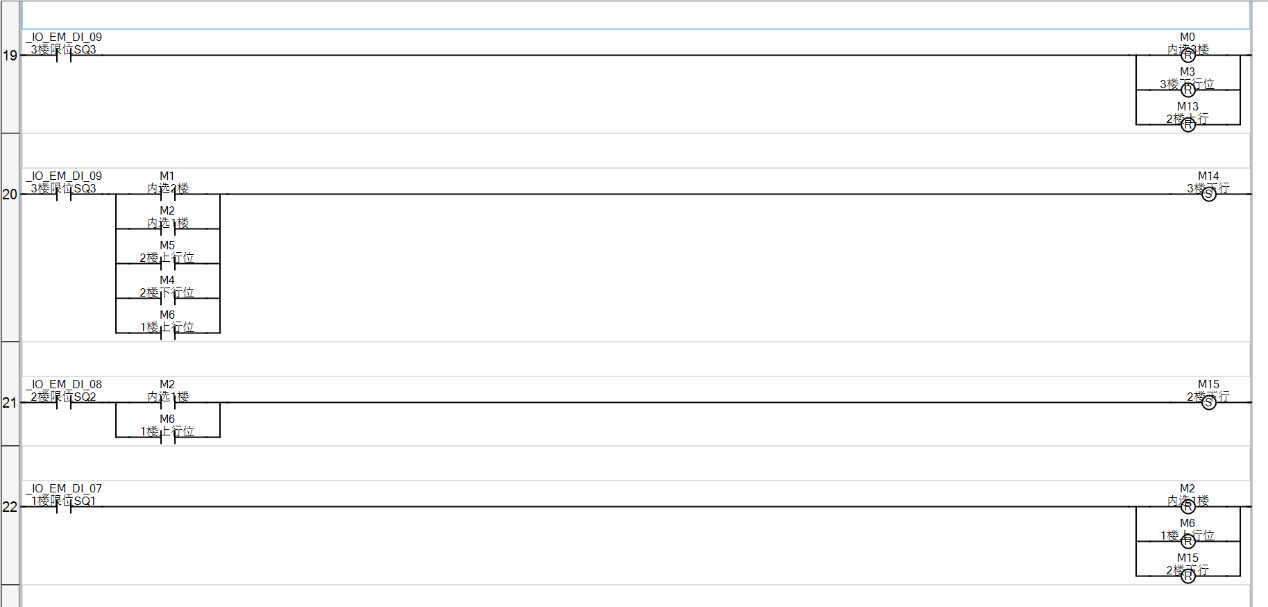 _IO_EM_DI_09
3楼限位SQ3
M0
内选3楼
19
R
M3
3楼下行位
R
M13
2楼上行
R
_IO_EM_DI_09
3楼限位SQ3
M1
内选2楼
M14
3楼下行
20
S
M2
内选1楼
M5
2楼上行位
M4
2楼下行位
M6
1楼上行位
_IO_EM_DI_08
2楼限位SQ2
M2
内选1楼
M15
2楼下行
21
S
M6
1楼上行位
_IO_EM_DI_07
1楼限位SQ1
M2
内选1楼
22
R
M6
1楼上行位
R
M15
2楼下行
R